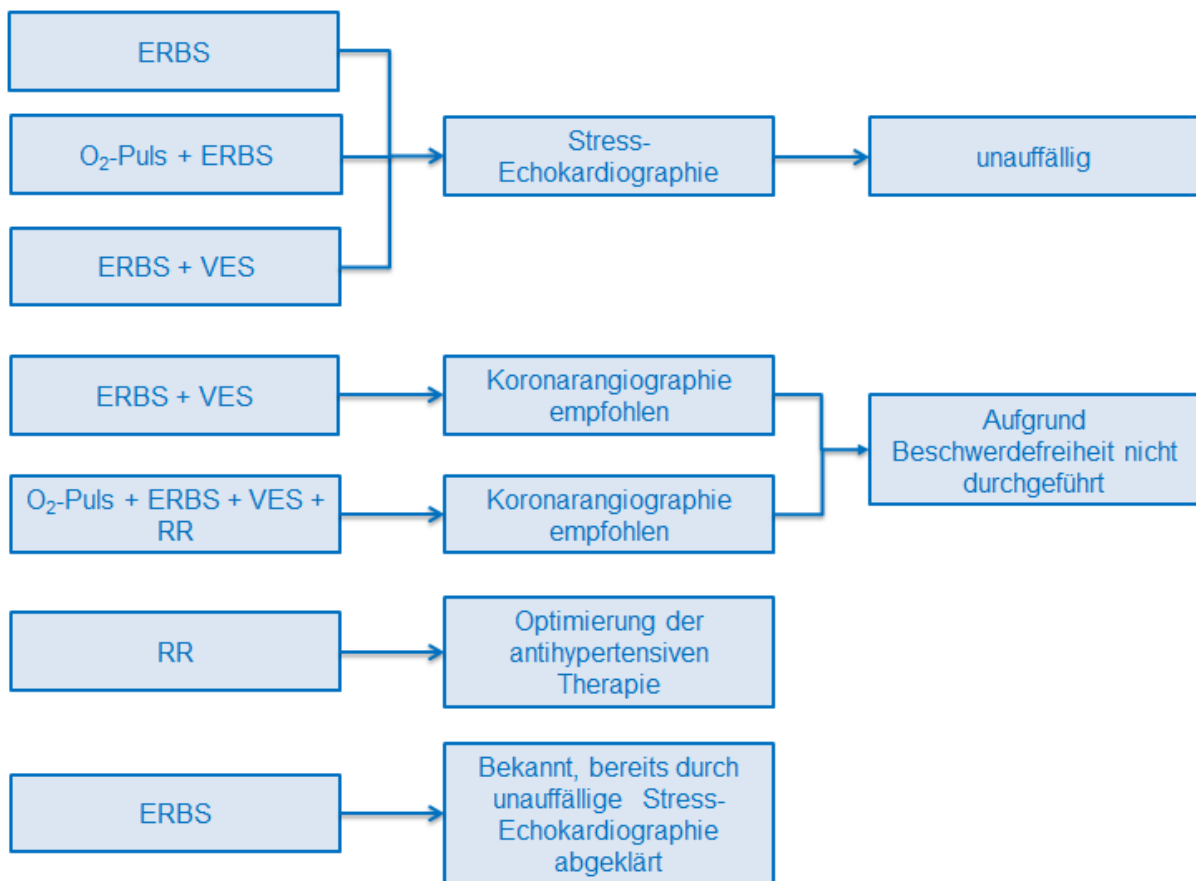 ERBS
O₂-Puls + ERBS
Stress-
Echokardiographie
unauffällig
ERBS + VES
ERBS + VES
Koronarangiographie
empfohlen
Aufgrund
Beschwerdefreiheit nicht
durchgeführt
O₂-Puls + ERBS + VES +
RR
Koronarangiographie
empfohlen
RR
Optimierung der
antihypertensiven
Therapie
ERBS
Bekannt, bereits durch
unauffällige Stress-
Echokardiographie
abgeklärt